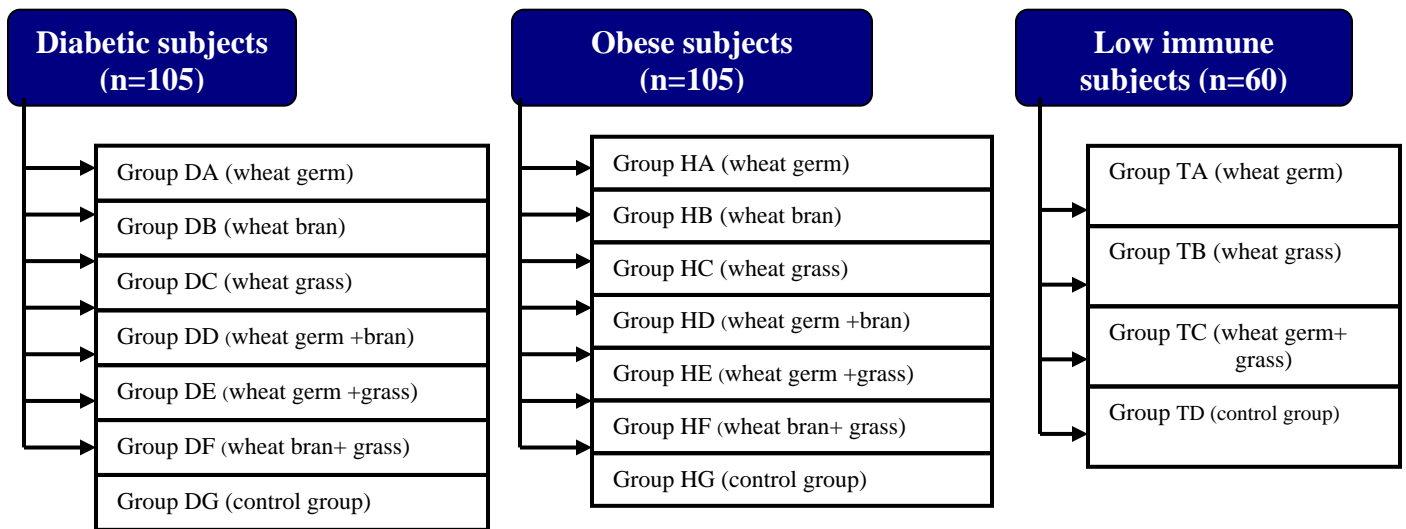 Diabetic subjects
(n=105)
Group DA (wheat germ)
Group DB (wheat bran)
Group DC (wheat grass)
Group DD (wheat germ +bran)
Group DE (wheat germ +grass)
Group DF (wheat bran+ grass)
Group DG (control group)
Obese subjects
(n=105)
Group HA (wheat germ)
Group HB (wheat bran)
Group HC (wheat grass)
Group HD (wheat germ +bran)
Group HE (wheat germ +grass)
Group HF (wheat bran+ grass)
Group HG (control group)
Low immune
subjects (n=60)
Group TA (wheat germ)
Group TB (wheat grass)
Group TC (wheat germ+
grass)
Group TD (control group)